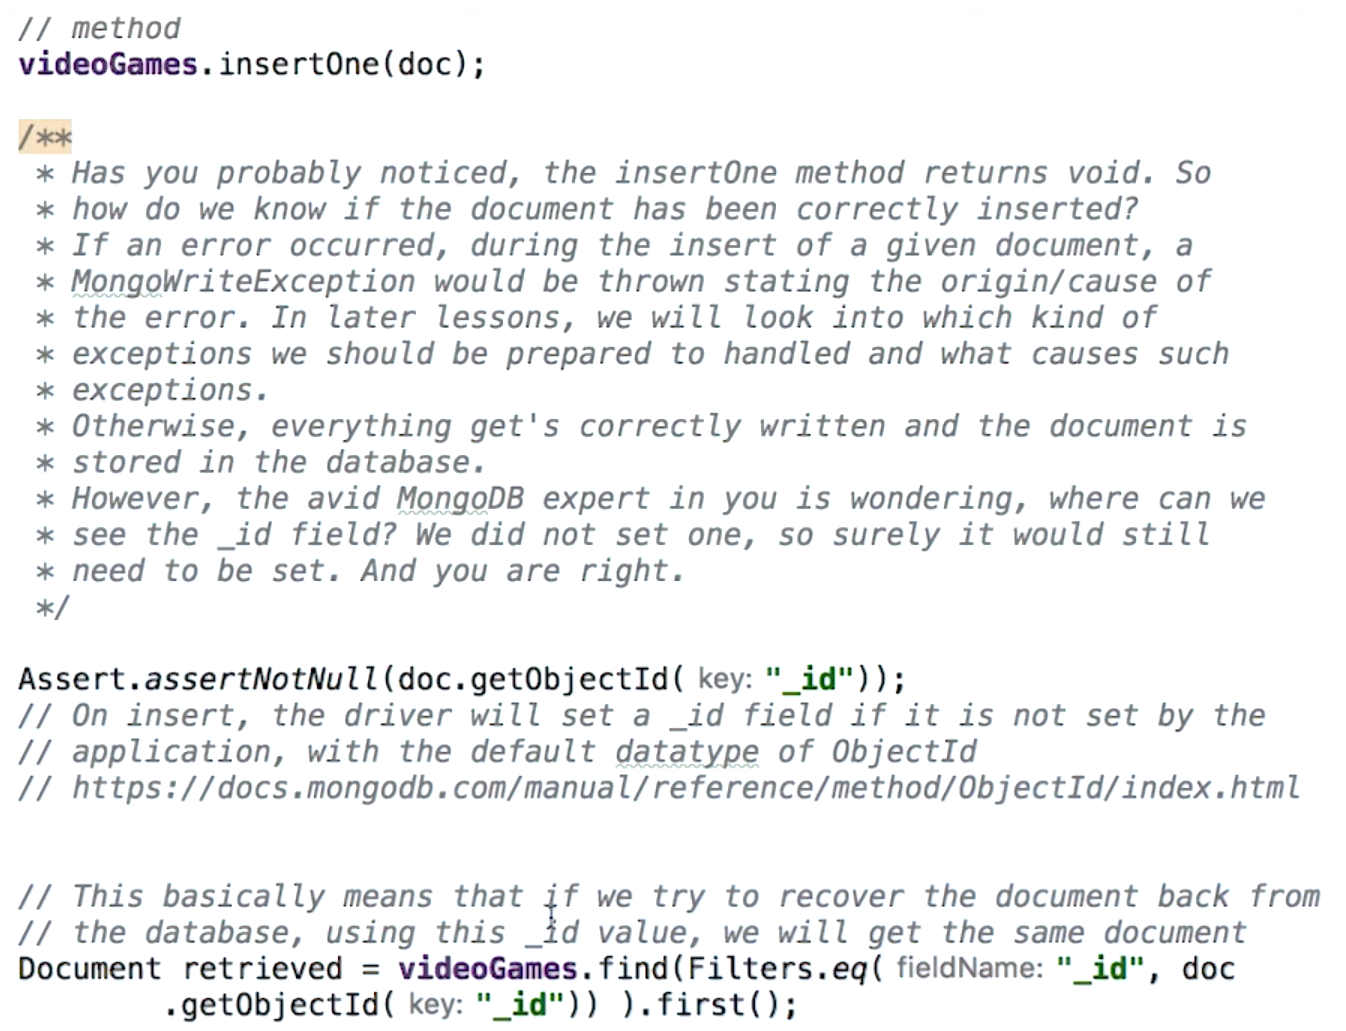 // method
videoGames.insertOne(doc);
/**
* Has you probably noticed, the insertOne method returns void. So
* how do we know if the document has been correctly inserted?
* If an error occurred, during the insert of a given document, a
* MongoWriteException would be thrown stating the origin/cause of
* the error. In later lessons, we will look into which kind of
* exceptions we should be prepared to handled and what causes such
* exceptions.
* Otherwise, everything get's correctly written and the document is
* stored in the database.
* However, the avid MongoDB expert in you is wondering, where can we
* see the _id field? We did not set one, so surely it would still
* need to be set. And you are right.
*/
Assert.assertNotNull(doc.getObjectId( key: "_id"));
// On insert, the driver will set a _id field if it is not set by the
// application, with the default datatype of ObjectId
// https://docs.mongodb.com/manual/reference/method/ObjectId/index.html
// This basically means that if we try to recover the document back from
// the database, using this _id value, we will get the same document
Document retrieved = videoGames.find(Filters.eq( fieldName: "_id", doc
.getObjectId( key: "_id")) ).first();